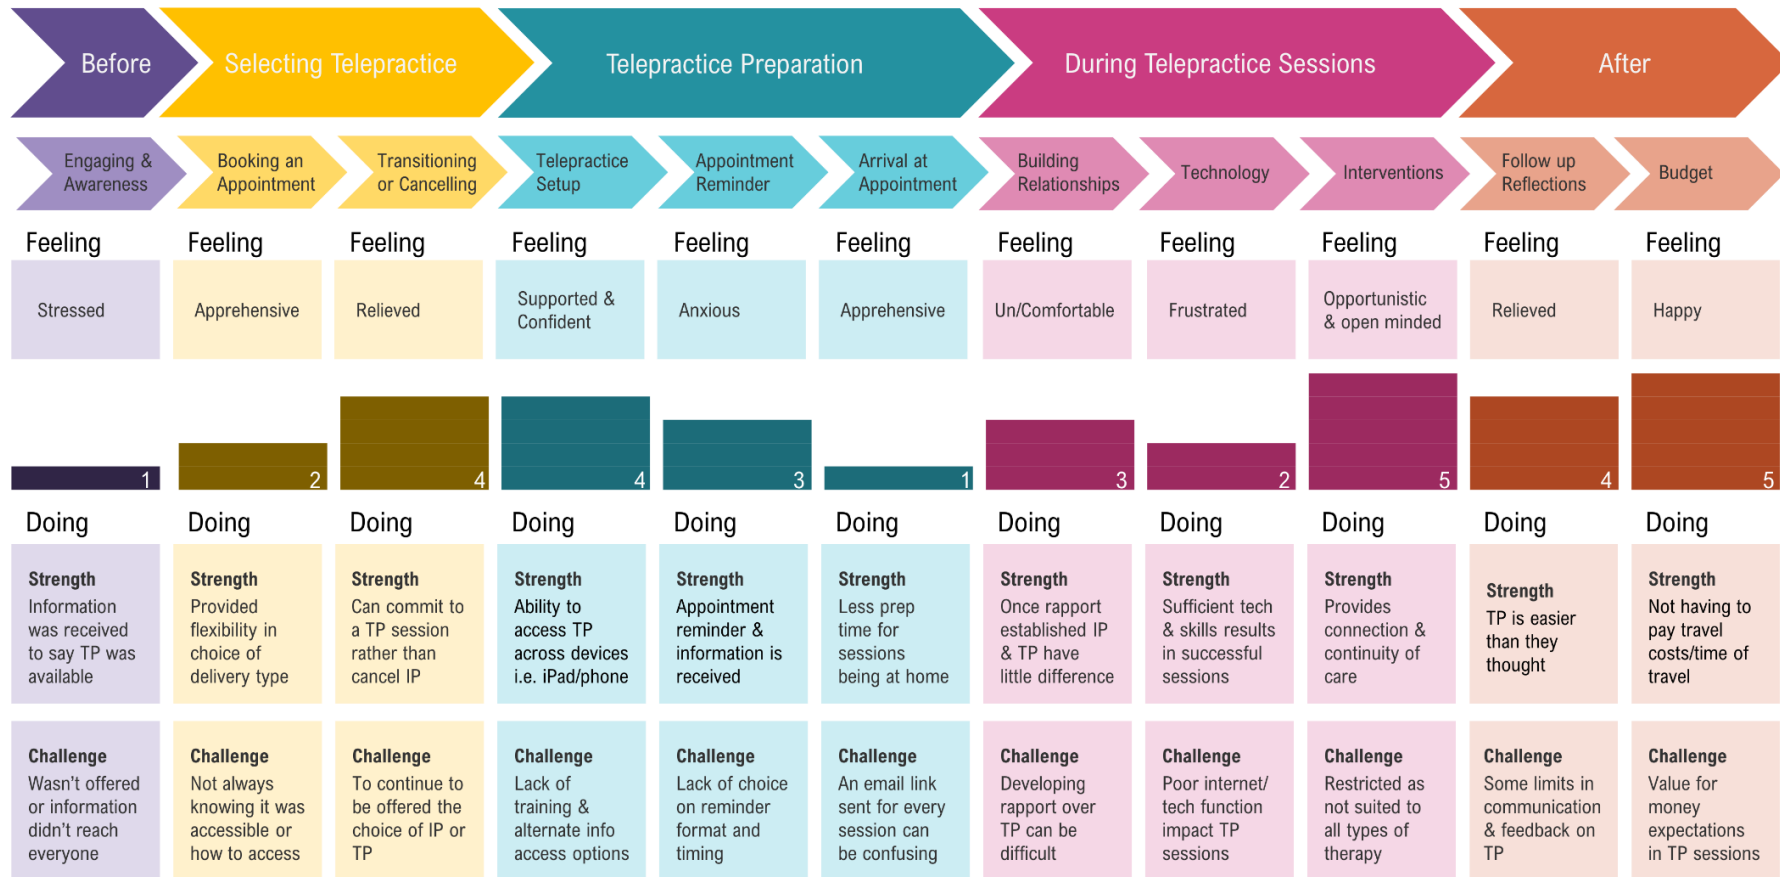 Before
Selecting Telepractice
Telepractice Preparation
During Telepractice Sessions
After
Engaging &
Awareness
Booking an
Appointment
Transitioning
or Cancelling
Telepractice
Setup
Appointment
Reminder
Arrival at
Appointment
Building
Relationships
Technology
Interventions
Follow up
Reflections
Budget
Feeling
Feeling
Feeling
Feeling
Feeling
Feeling
Feeling
Feeling
Feeling
Feeling
Feeling
Stressed
Apprehensive
Relieved
Supported &
Confident
Anxious
Apprehensive
Un/Comfortable
Frustrated
Opportunistic
& open minded
Relieved
Happy
1
2
4
4
3
1
3
2
5
4
5
Doing
Doing
Doing
Doing
Doing
Doing
Doing
Doing
Doing
Doing
Doing
Strength
Information
was received
to say TP was
available
Strength
Provided
flexibility in
choice of
delivery type
Strength
Can commit to
a TP session
rather than
cancel IP
Strength
Ability to
access TP
across devices
i.e. iPad/phone
Strength
Appointment
reminder &
information is
received
Strength
Less prep
time for
sessions
being at home
Strength
Once rapport
established IP
& TP have
little difference
Strength
Sufficient tech
& skills results
in successful
sessions
Strength
Provides
connection &
continuity of
care
Strength
TP is easier
than they
thought
Strength
Not having to
pay travel
costs/time of
travel
Challenge
Wasn't offered
or information
didn't reach
everyone
Challenge
Not always
knowing it was
accessible or
how to access
Challenge
To continue to
be offered the
choice of IP or
TP
Challenge
Lack of
training &
alternate info
access options
Challenge
Lack of choice
on reminder
format and
timing
Challenge
An email link
sent for every
session can
be confusing
Challenge
Developing
rapport over
TP can be
difficult
Challenge
Poor internet/
tech function
impact TP
sessions
Challenge
Restricted as
not suited to
all types of
therapy
Challenge
Some limits in
communication
& feedback on
TP
Challenge
Value for
money
expectations
in TP sessions